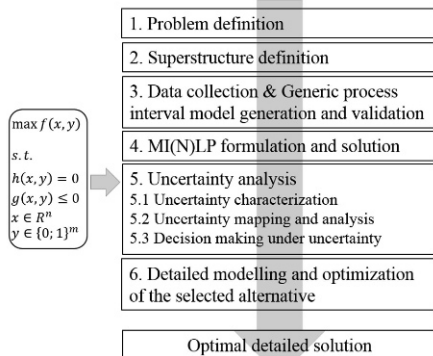 1. Problem definition
2. Superstructure definition
3. Data collection & Generic process
interval model generation and validation
4. MI(N)LP formulation and solution
max f(x, y)
s.t.
h(x, y) = 0
g(x, y) ≤ 0
x ∈ Rⁿ
y ∈ {0; 1}ᵐ
5. Uncertainty analysis
5.1 Uncertainty characterization
5.2 Uncertainty mapping and analysis
5.3 Decision making under uncertainty
6. Detailed modelling and optimization
of the selected alternative
Optimal detailed solution